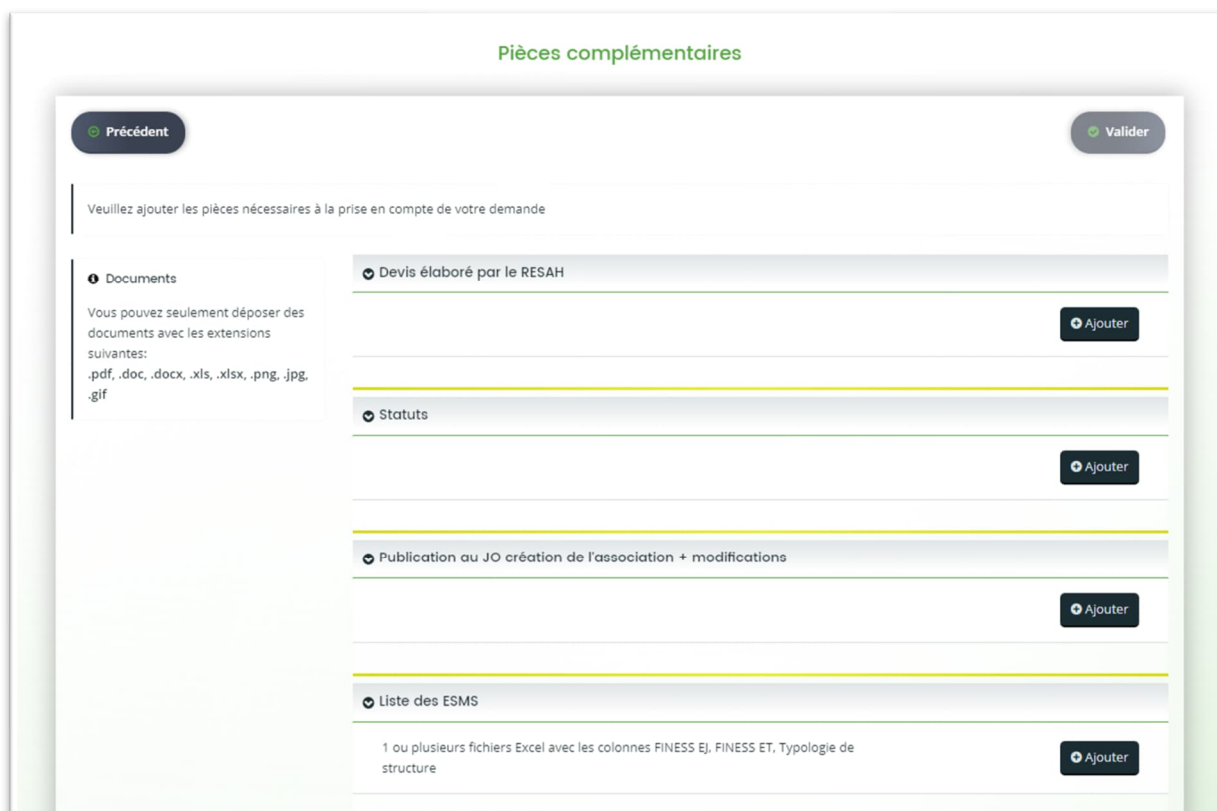 Pièces complémentaires
Précédent
Valider
Veuillez ajouter les pièces nécessaires à la prise en compte de votre demande
Documents
Vous pouvez seulement déposer des
documents avec les extensions
suivantes:
.pdf, .doc, .docx, .xls, .xlsx, .png, .jpg,
.gif
Devis élaboré par le RESAH
Ajouter
Statuts
Ajouter
Publication au JO création de l'association + modifications
Ajouter
Liste des ESMS
1 ou plusieurs fichiers Excel avec les colonnes FINESS EJ, FINESS ET, Typologie de
structure
Ajouter